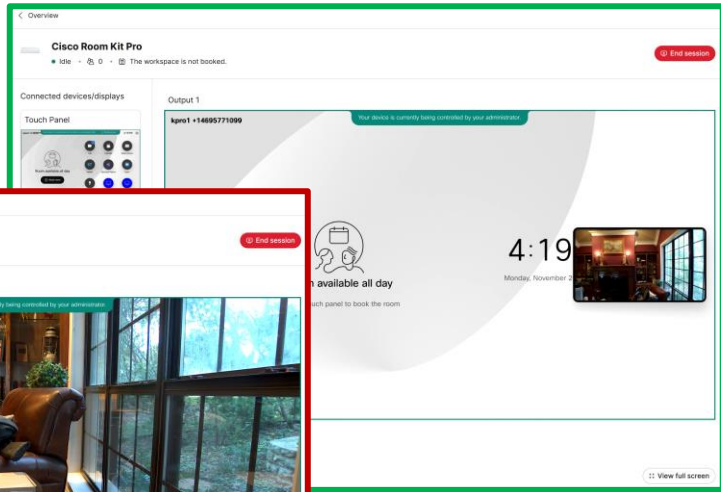 < Overview
Cisco Room Kit Pro
Idle · 0 · The workspace is not booked.
End session
Connected devices/displays
Output 1
Touch Panel
kpro1 +14695771099
Your device is currently being controlled by your administrator.
End session
4:19
available all day
Monday, November 2
uch panel to book the room
ly being controlled by your administrator.
View full screen